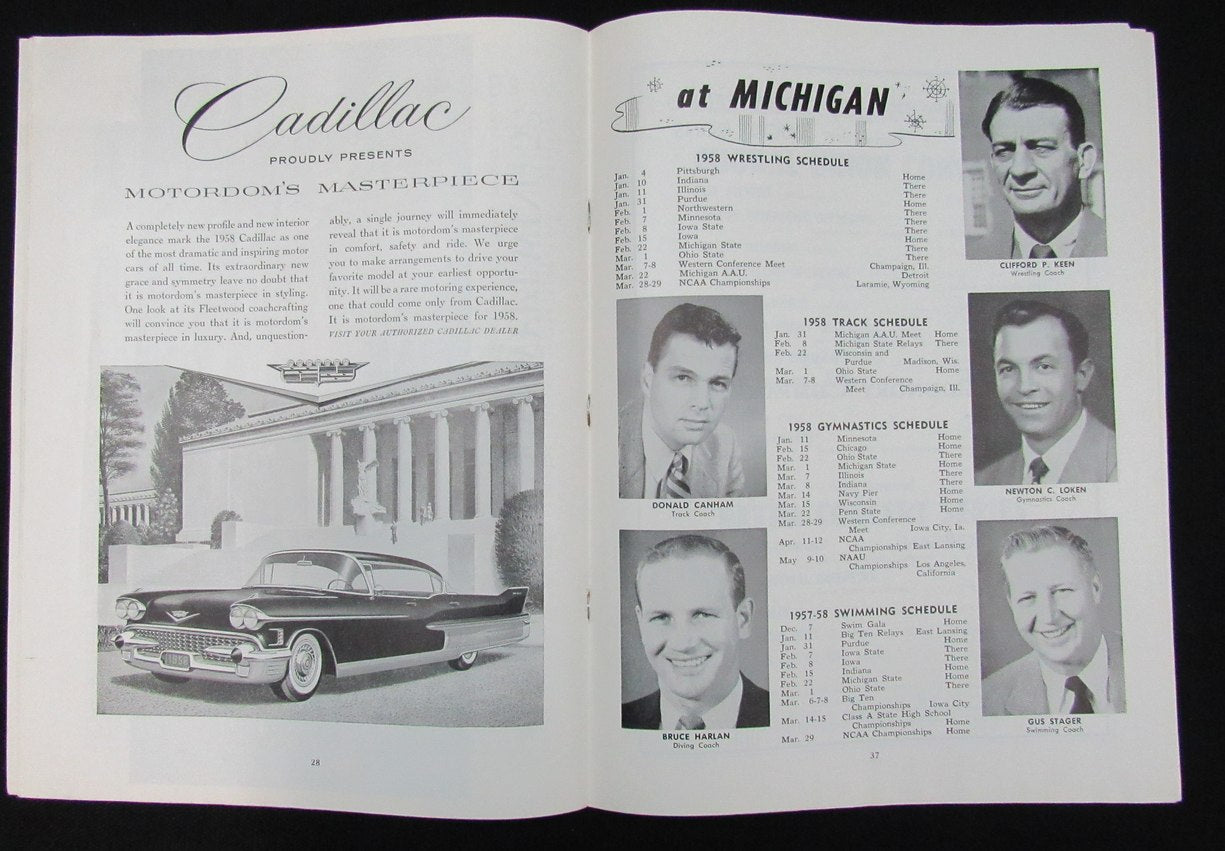 Cadillac
PROUDLY PRESENTS
MOTORDOM'S MASTERPIECE
A completely new profile and new interior
elegance mark the 1958 Cadillac as one
of the most dramatic and inspiring motor
cars of all time. Its extraordinary new
grace and symmetry leave no doubt that
it is motordom's masterpiece in styling.
One look at its Fleetwood coachcrafting
will convince you that it is motordom's
masterpiece in luxury. And, unquestion-
ably, a single journey will immediately
reveal that it is motordom's masterpiece
in comfort, safety and ride. We urge
you to make arrangements to drive your
favorite model at your earliest opportu-
nity. It will be a rare motoring experience,
one that could come only from Cadillac.
It is motordom's masterpiece for 1958.
VISIT YOUR AUTHORIZED CADILLAC DEALER
1958
28
at MICHIGAN
1958 WRESTLING SCHEDULE
Jan. 4 Pittsburgh Home
Jan. 10 Indiana There
Jan. 11 Illinois There
Jan. 31 Purdue Home
Feb. 1 Northwestern There
Feb. 7 Minnesota There
Feb. 8 Iowa State There
Feb. 15 Iowa Home
Feb. 22 Michigan State There
Mar. 1 Ohio State There
Mar. 7-8 Western Conference Meet Champaign, Ill.
Mar. 22 Michigan A.A.U. Detroit
Mar. 28-29 NCAA Championships Laramie, Wyoming
CLIFFORD P. KEEN
Wrestling Coach
1958 TRACK SCHEDULE
Jan. 31 Michigan A.A.U. Meet Home
Feb. 8 Michigan State Relays There
Feb. 22 Wisconsin and
Purdue Madison, Wis.
Mar. 1 Ohio State Home
Mar. 7-8 Western Conference
Meet Champaign, Ill.
DONALD CANHAM
Track Coach
NEWTON C. LOKEN
Gymnastics Coach
1958 GYMNASTICS SCHEDULE
Jan. 11 Minnesota Home
Feb. 15 Chicago Home
Feb. 22 Ohio State There
Mar. 1 Michigan State Home
Mar. 7 Illinois There
Mar. 8 Indiana There
Mar. 14 Navy Pier Home
Mar. 15 Wisconsin Home
Mar. 22 Penn State Home
Mar. 28-29 Western Conference
Meet Iowa City, Ia.
Apr. 11-12 NCAA
Championships East Lansing
May 9-10 NAAU
Championships Los Angeles,
California
1957-58 SWIMMING SCHEDULE
Dec. 7 Swim Gala Home
Jan. 11 Big Ten Relays East Lansing
Jan. 31 Purdue Home
Feb. 7 Iowa State There
Feb. 8 Iowa There
Feb. 15 Indiana Home
Feb. 22 Michigan State Home
Mar. 1 Ohio State There
Mar. 6-7-8 Big Ten
Championships Iowa City
Mar. 14-15 Class A State High School
Championships Home
Mar. 29 NCAA Championships Home
BRUCE HARLAN
Diving Coach
GUS STAGER
Swimming Coach
37